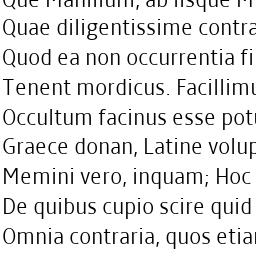 Que Manilium, ab iisque M
Quae diligentissime contra
Quod ea non occurrentia fi
Tenent mordicus. Facillimu
Occultum facinus esse potu
Graece donan, Latine volup
Memini vero, inquam; Hoc
De quibus cupio scire quid
Omnia contraria, quos etiam